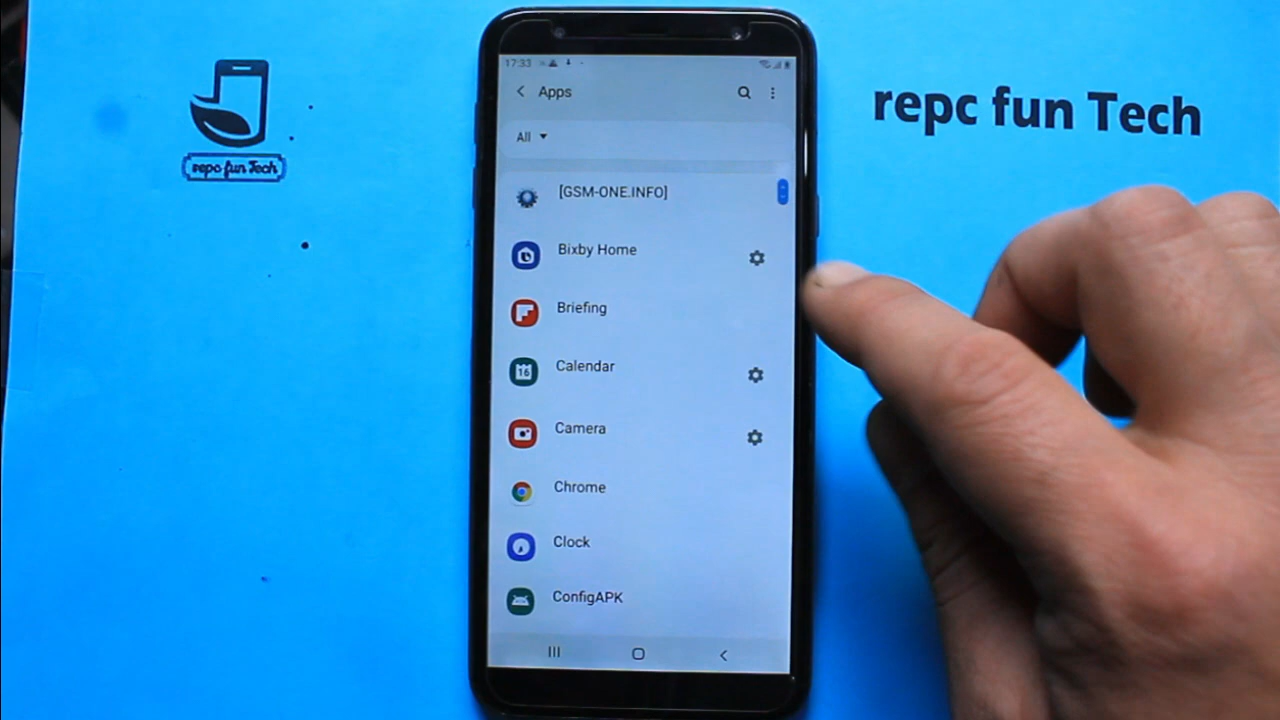 repc fun Tech
repc fun Tech
17:33
Apps
All
[GSM-ONE.INFO]
Bixby Home
Briefing
Calendar
16
Camera
Chrome
Clock
ConfigAPK